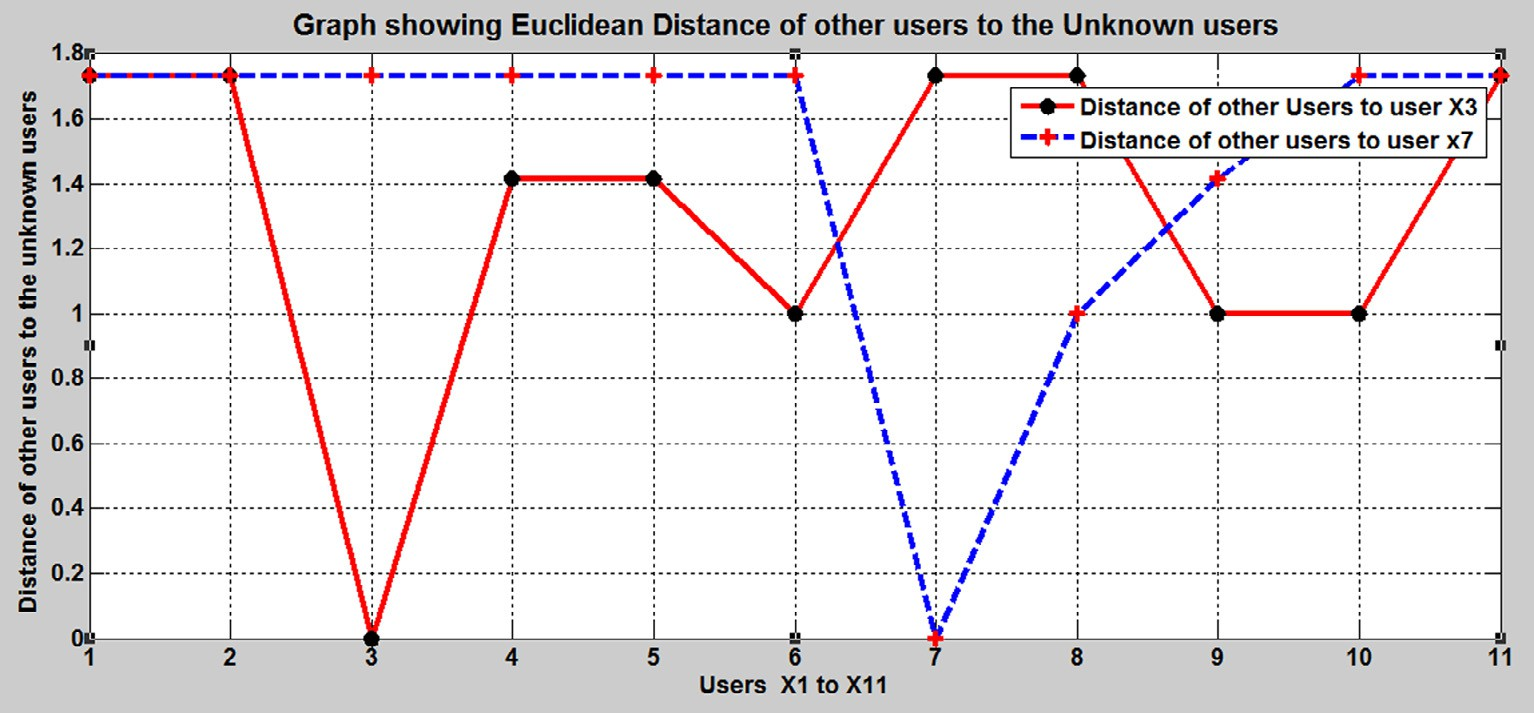 Graph showing Euclidean Distance of other users to the Unknown users
Distance of other users to the unknown users
1.8
1.6
1.4
1.2
1
0.8
0.6
0.4
0.2
0
Distance of other Users to user X3
Distance of other users to user x7
1 2 3 4 5 6 7 8 9 10 11
Users X1 to X11